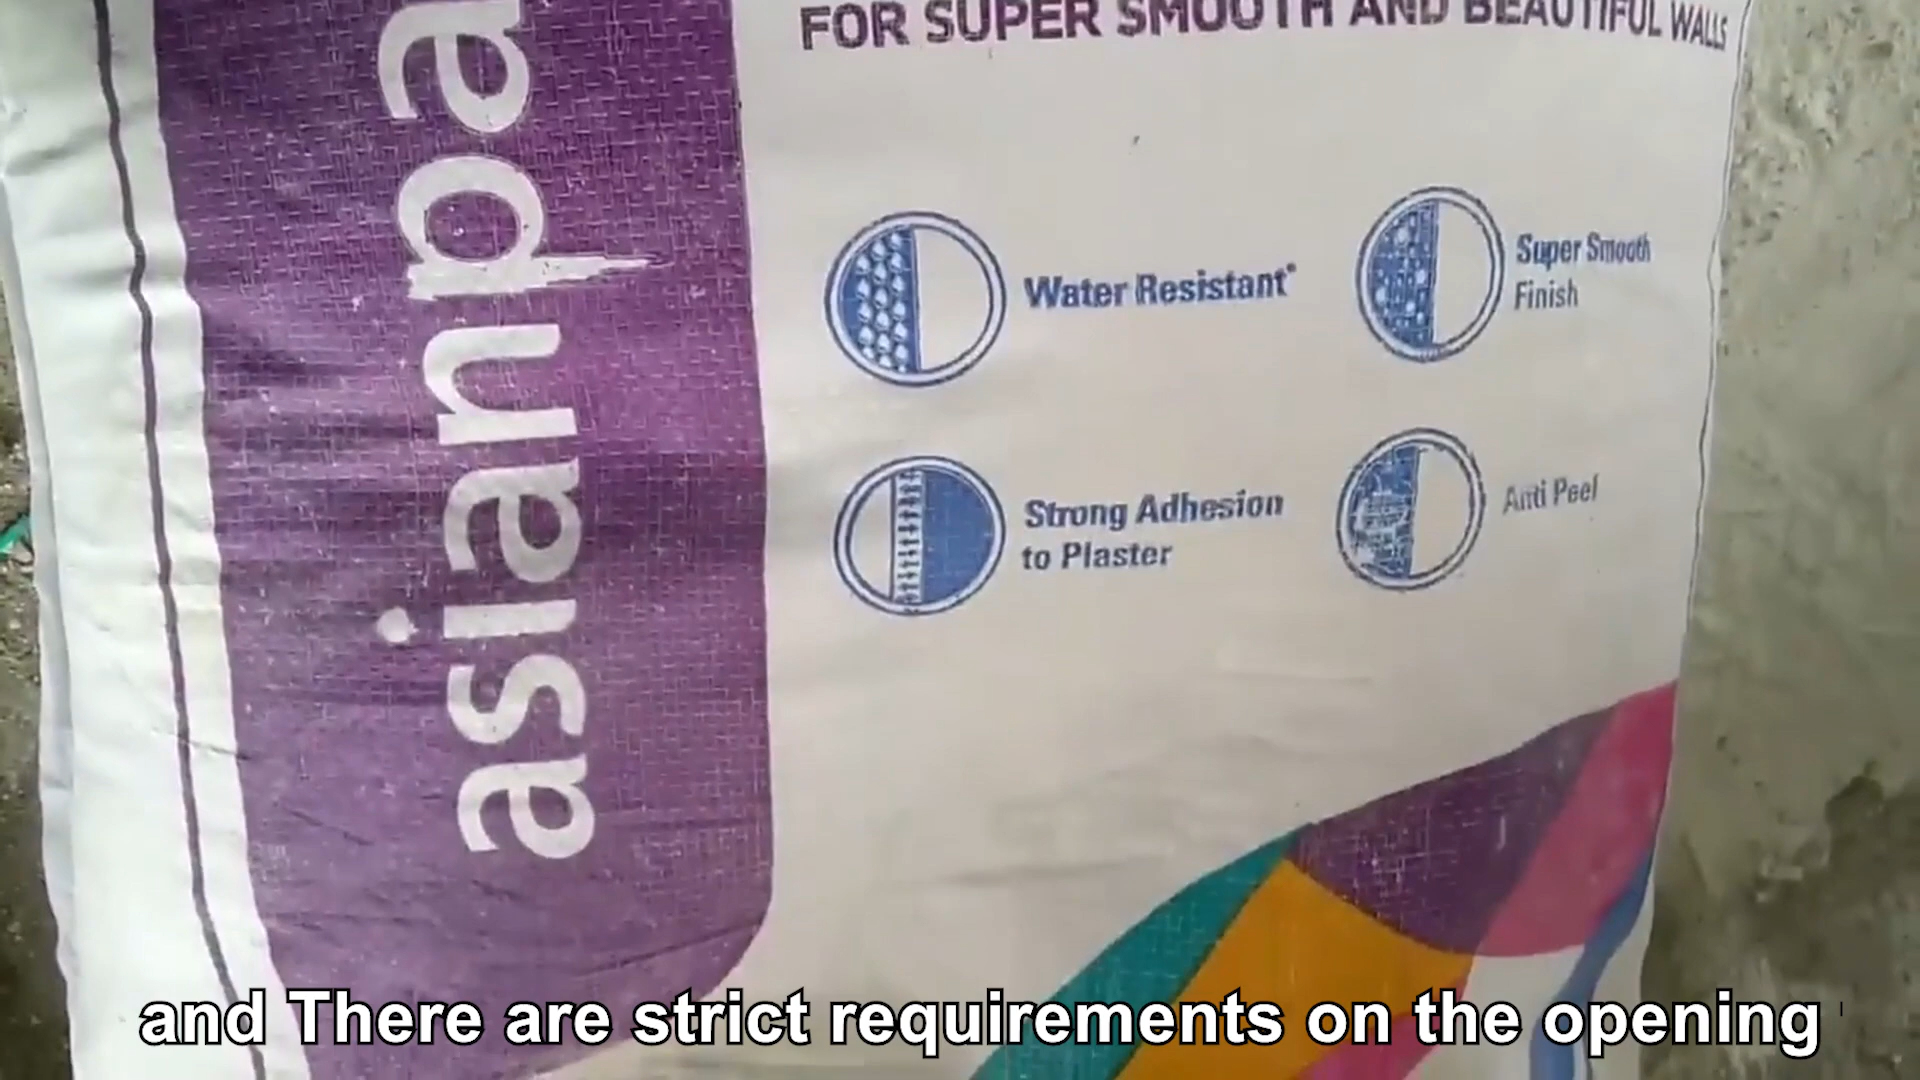 FOR SUPER SMOOTH AND BEAUTIFUL WALLS
asianpa
Water Resistant*
Super Smooth
Finish
Strong Adhesion
to Plaster
Anti Peel
and There are strict requirements on the opening